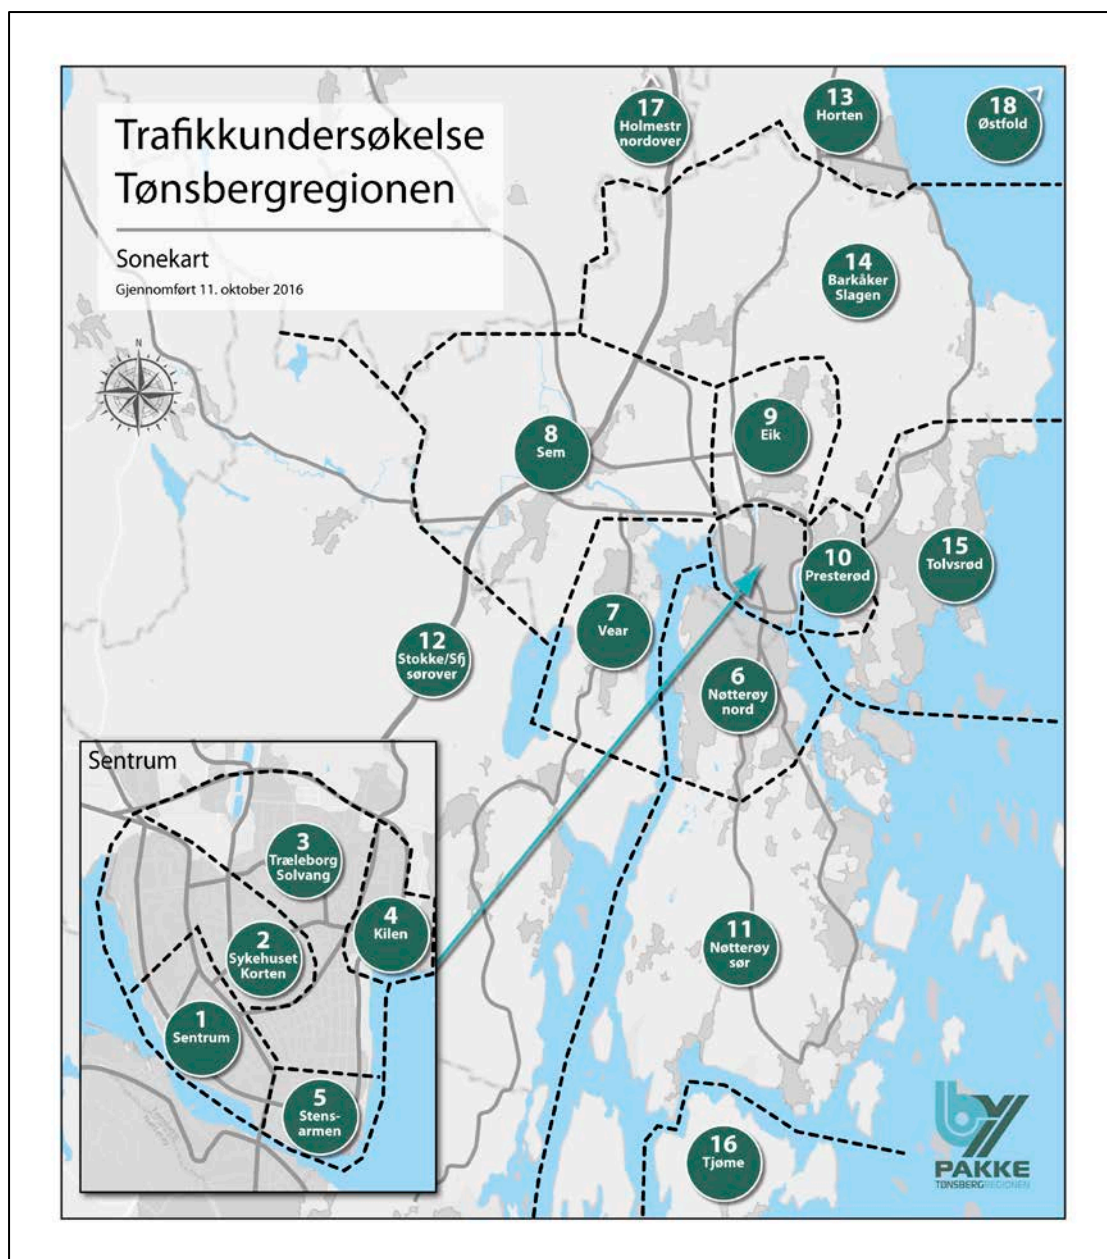 Trafikkundersøkelse
Tønsbergregionen
Sonekart
Gjennomført 11. oktober 2016
N
17
Holmestr
nordover
13
Horten
18
Østfold
14
Barkåker
Slagen
9
Eik
8
Sem
10
Presterød
15
Tolvsrød
7
Vear
12
Stokke/Sfj
sørover
6
Nøtterøy
nord
11
Nøtterøy
sør
16
Tjøme
Sentrum
3
Træleborg
Solvang
4
Kilen
2
Sykehuset
Korten
1
Sentrum
5
Stens-
armen
by
PAKKE
TØNSBERGREGIONEN